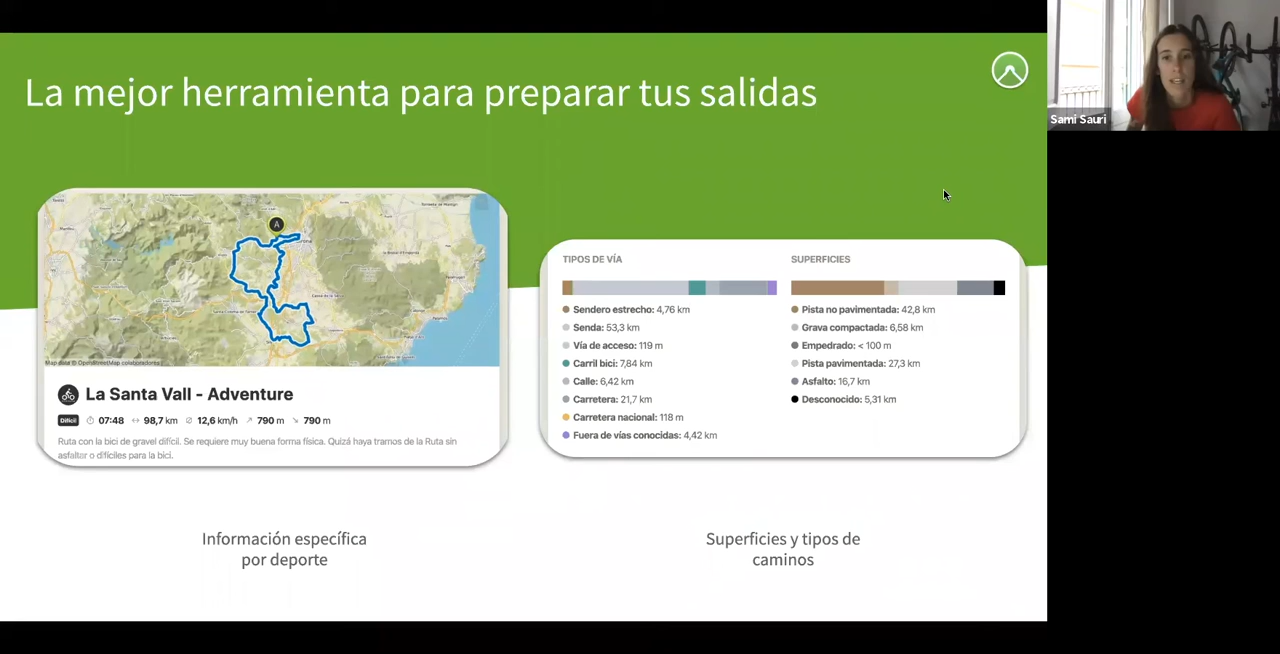 La mejor herramienta para preparar tus salidas
Sami Sauri
A
Map data © OpenStreetMap colaboradores
La Santa Vall - Adventure
Difícil 07:48 98,7 km 12,6 km/h 790 m 790 m
Ruta con la bici de gravel difícil. Se requiere muy buena forma física. Quizá haya tramos de la Ruta sin
asfaltar o difíciles para la bici.
TIPOS DE VÍA
Sendero estrecho: 4,76 km
Senda: 53,3 km
Vía de acceso: 119 m
Carril bici: 7,84 km
Calle: 6,42 km
Carretera: 21,7 km
Carretera nacional: 118 m
Fuera de vías conocidas: 4,42 km
SUPERFICIES
Pista no pavimentada: 42,8 km
Grava compactada: 6,58 km
Empedrado: < 100 m
Pista pavimentada: 27,3 km
Asfalto: 16,7 km
Desconocido: 5,31 km
Información específica
por deporte
Superficies y tipos de
caminos